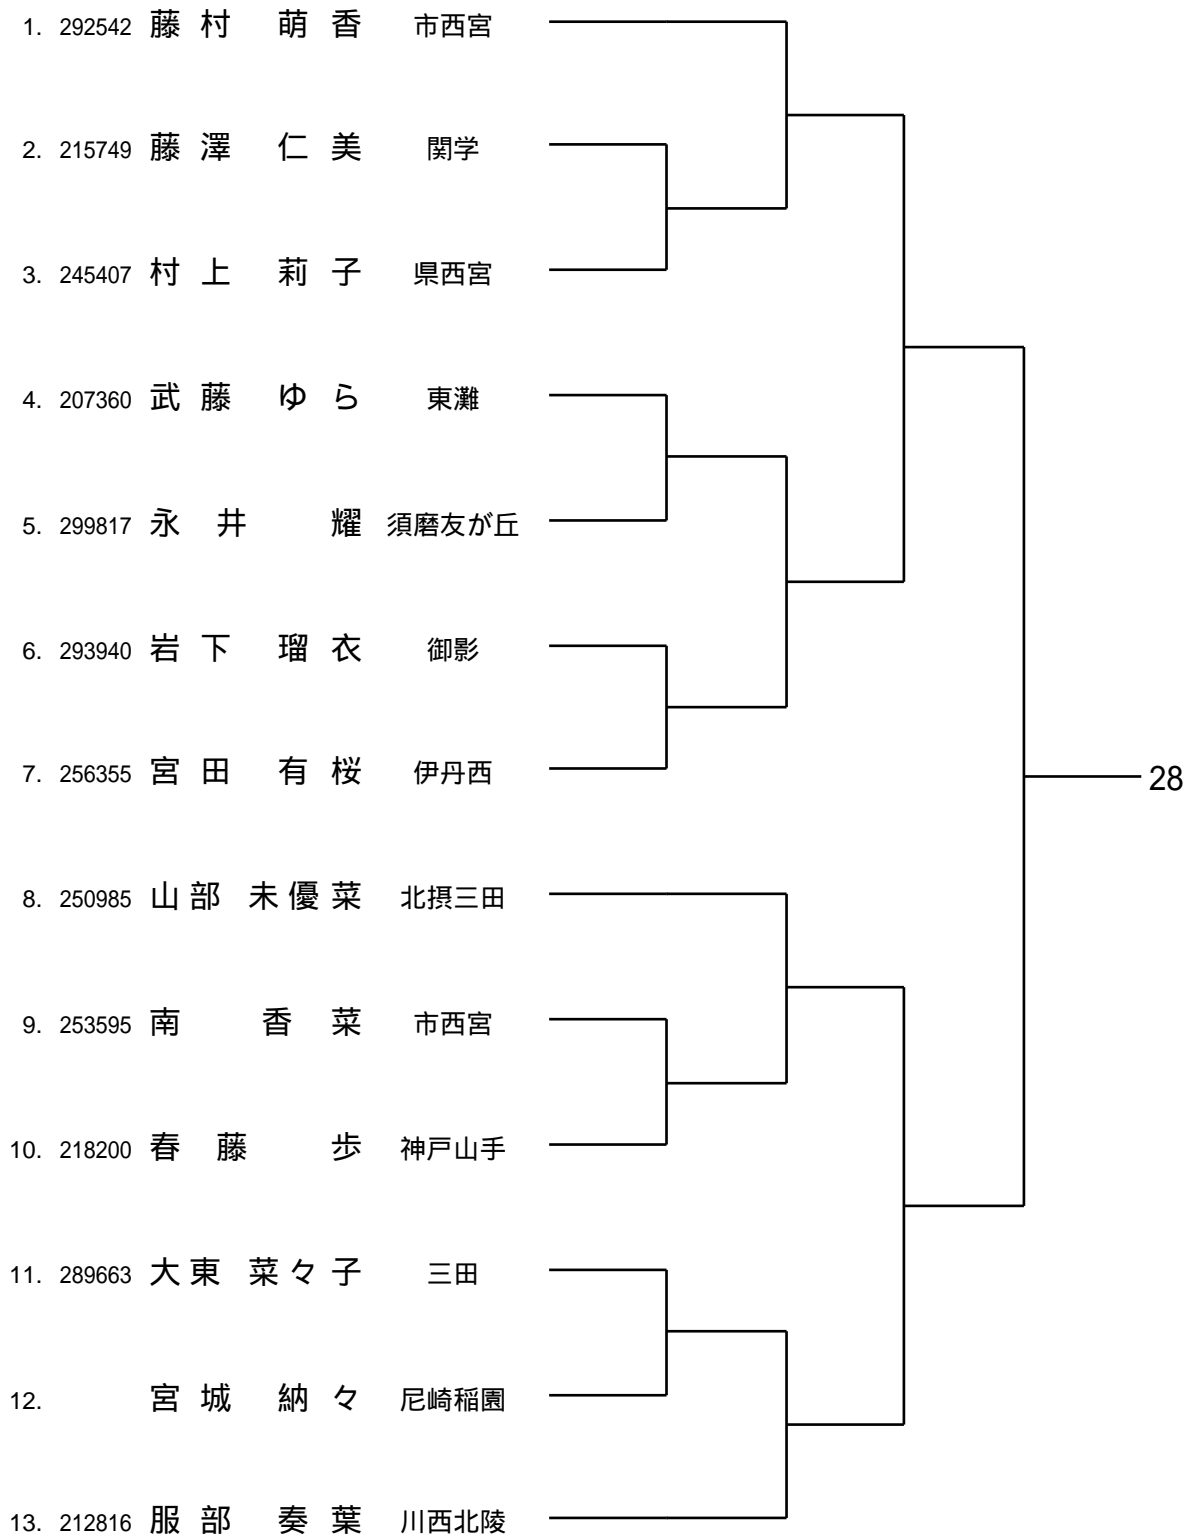 1. 292542 藤村 萌香 市西宮
2. 215749 藤澤 仁美 関学
3. 245407 村上 莉子 県西宮
4. 207360 武藤 ゆら 東灘
5. 299817 永井 耀 須磨友が丘
6. 293940 岩下 瑠衣 御影
7. 256355 宮田 有桜 伊丹西
28
8. 250985 山部 未優菜 北摂三田
9. 253595 南 香菜 市西宮
10. 218200 春藤 歩 神戸山手
11. 289663 大東 菜々子 三田
12. 宮城 納々 尼崎稲園
13. 212816 服部 奏葉 川西北陵